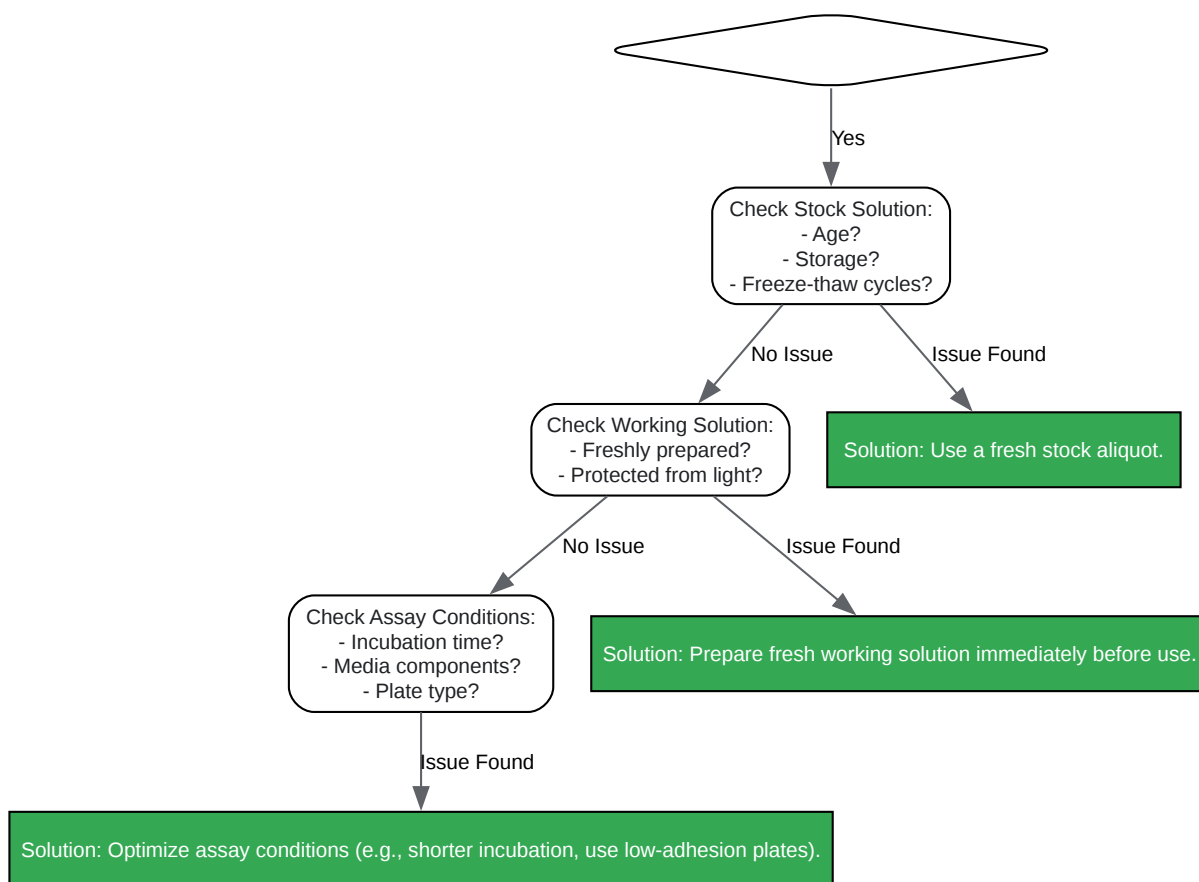 Yes
Check Stock Solution:
- Age?
- Storage?
- Freeze-thaw cycles?
No Issue
Issue Found
Check Working Solution:
- Freshly prepared?
- Protected from light?
Solution: Use a fresh stock aliquot.
No Issue
Issue Found
Check Assay Conditions:
- Incubation time?
- Media components?
- Plate type?
Solution: Prepare fresh working solution immediately before use.
Issue Found
Solution: Optimize assay conditions (e.g., shorter incubation, use low-adhesion plates).